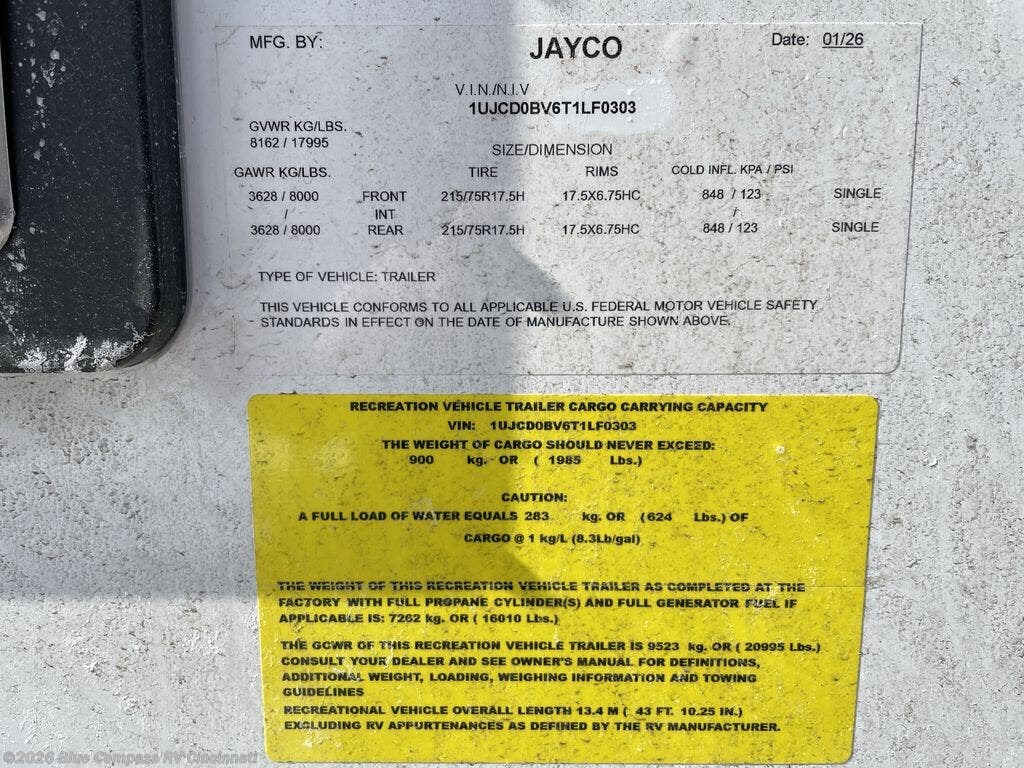 MFG. BY: JAYCO Date: 01/26
V.I.N./N.I.V
1UJCD0BV6T1LF0303
GVWR KG/LBS.
8162 / 17995
SIZE/DIMENSION
GAWR KG/LBS. TIRE RIMS COLD INFL. KPA / PSI
3628 / 8000 FRONT 215/75R17.5H 17.5X6.75HC 848 / 123 SINGLE
/ INT /
3628 / 8000 REAR 215/75R17.5H 17.5X6.75HC 848 / 123 SINGLE
TYPE OF VEHICLE: TRAILER
THIS VEHICLE CONFORMS TO ALL APPLICABLE U.S. FEDERAL MOTOR VEHICLE SAFETY
STANDARDS IN EFFECT ON THE DATE OF MANUFACTURE SHOWN ABOVE.
RECREATION VEHICLE TRAILER CARGO CARRYING CAPACITY
VIN: 1UJCD0BV6T1LF0303
THE WEIGHT OF CARGO SHOULD NEVER EXCEED:
900 kg. OR ( 1985 Lbs.)
CAUTION:
A FULL LOAD OF WATER EQUALS 283 kg. OR (624 Lbs.) OF
CARGO @ 1 kg/L (8.3Lb/gal)
THE WEIGHT OF THIS RECREATION VEHICLE TRAILER AS COMPLETED AT THE
FACTORY WITH FULL PROPANE CYLINDER(S) AND FULL GENERATOR FUEL IF
APPLICABLE IS: 7262 kg. OR ( 16010 Lbs.)
THE GCWR OF THIS RECREATION VEHICLE TRAILER IS 9523 kg. OR ( 20995 Lbs.)
CONSULT YOUR DEALER AND SEE OWNER'S MANUAL FOR DEFINITIONS,
ADDITIONAL WEIGHT, LOADING, WEIGHING INFORMATION AND TOWING
GUIDELINES
RECREATIONAL VEHICLE OVERALL LENGTH 13.4 M ( 43 FT. 10.25 IN.)
EXCLUDING RV APPURTENANCES AS DEFINED BY THE RV MANUFACTURER.
©2026 Blue Compass RV Cincinnati